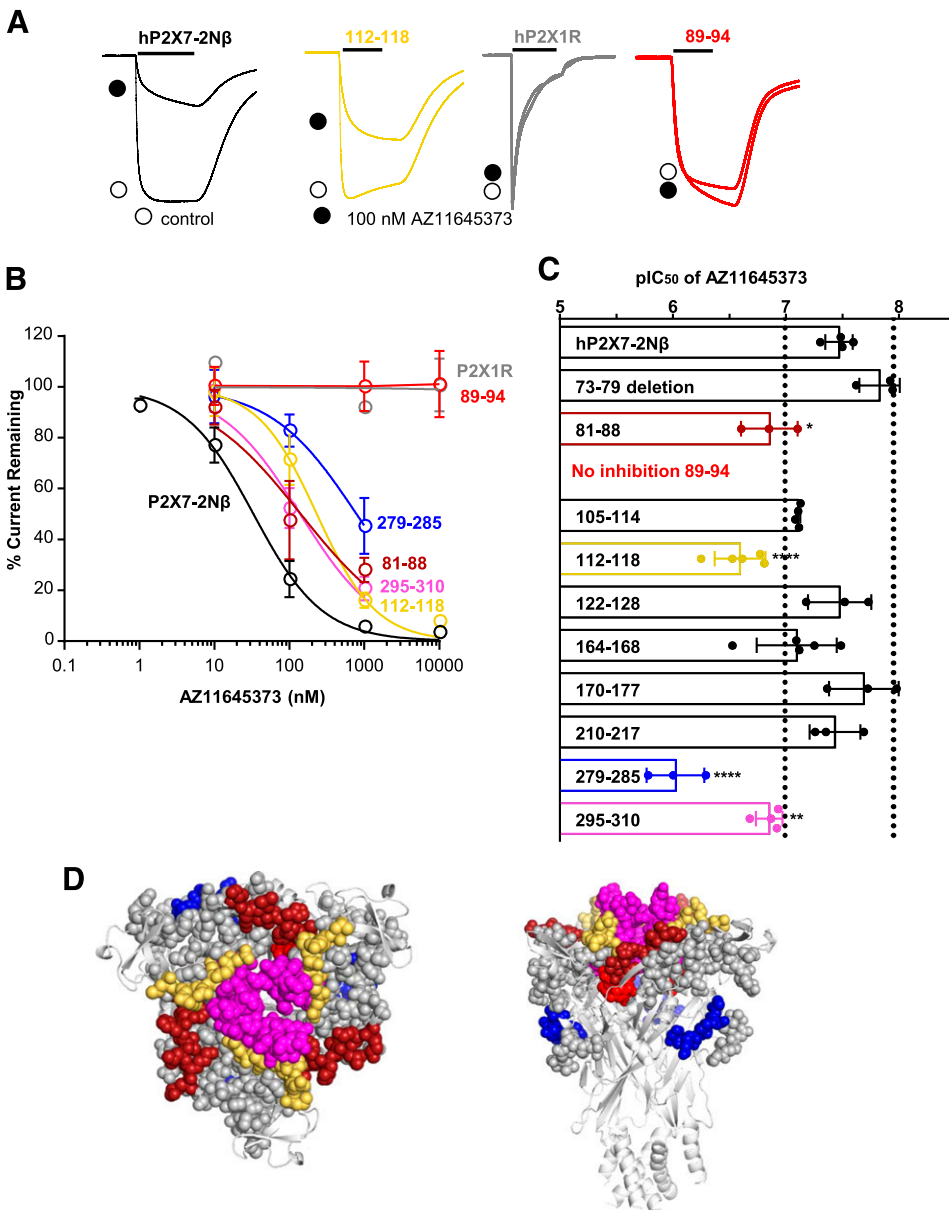 A
hP2X7-2Nβ
112-118
hP2X1R
89-94
control
100 nM AZ11645373
B
% Current Remaining
120
100
80
60
40
20
0
P2X1R
89-94
P2X7-2Nβ
279-285
81-88
295-310
112-118
0.1
1
10
100
1000
10000
AZ11645373 (nM)
C
pIC50 of AZ11645373
5
6
7
8
hP2X7-2Nβ
73-79 deletion
81-88 *
No inhibition 89-94
105-114
112-118 ****
122-128
164-168
170-177
210-217
279-285 ****
295-310 **
D